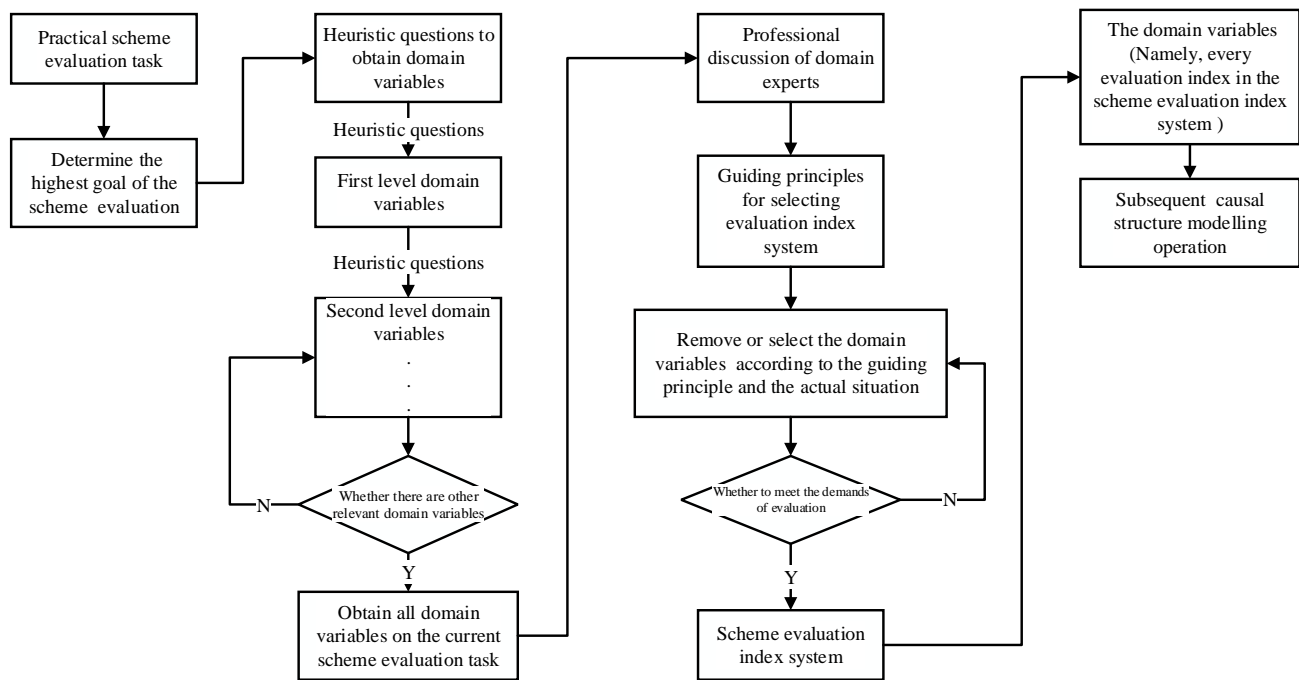 Practical scheme
evaluation task
Determine the
highest goal of the
scheme evaluation
Heuristic questions to
obtain domain
variables
Heuristic questions
First level domain
variables
Heuristic questions
Second level domain
variables
.
.
.
Whether there are other
relevant domain variables
N
Y
Obtain all domain
variables on the current
scheme evaluation task
Professional
discussion of domain
experts
Guiding principles
for selecting
evaluation index
system
Remove or select the domain
variables according to the guiding
principle and the actual situation
Whether to meet the demands
of evaluation
N
Y
Scheme evaluation
index system
The domain variables
(Namely, every
evaluation index in the
scheme evaluation index
system )
Subsequent causal
structure modelling
operation